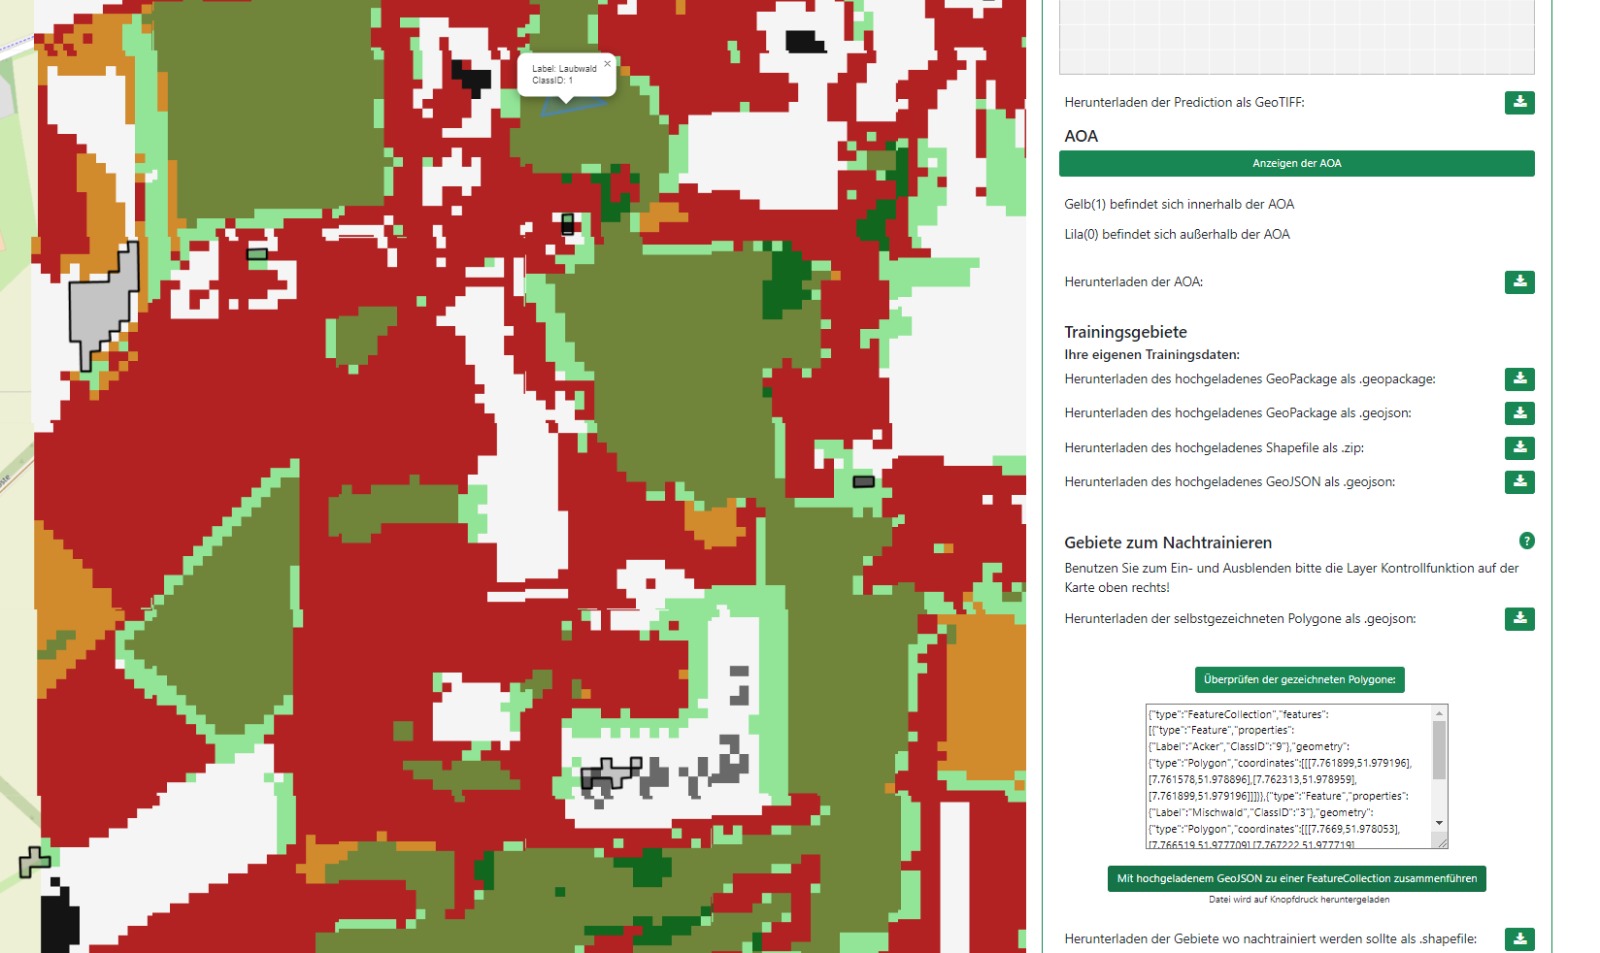 Label: Laubwald
ClassID: 1
Herunterladen der Prediction als GeoTIFF:
AOA
Anzeigen der AOA
Gelb(1) befindet sich innerhalb der AOA
Lila(0) befindet sich außerhalb der AOA
Herunterladen der AOA:
Trainingsgebiete
Ihre eigenen Trainingsdaten:
Herunterladen des hochgeladenes GeoPackage als .geopackage:
Herunterladen des hochgeladenes GeoPackage als .geojson:
Herunterladen des hochgeladenes Shapefile als .zip:
Herunterladen des hochgeladenes GeoJSON als .geojson:
Gebiete zum Nachtrainieren
?
Benutzen Sie zum Ein- und Ausblenden bitte die Layer Kontrollfunktion auf der
Karte oben rechts!
Herunterladen der selbstgezeichneten Polygone als .geojson:
Überprüfen der gezeichneten Polygone:
{"type":"FeatureCollection","features":
[{"type":"Feature","properties":
{"Label":"Acker","ClassID":"9"},"geometry":
{"type":"Polygon","coordinates":[[[7.761899,51.979196],
[7.761578,51.978896],[7.762313,51.978959],
[7.761899,51.979196]]]}},{"type":"Feature","properties":
{"Label":"Mischwald","ClassID":"3"},"geometry":
{"type":"Polygon","coordinates":[[[7.7669,51.978053],
[7.766519,51.977709],[7.767222,51.977719]
Mit hochgeladenem GeoJSON zu einer FeatureCollection zusammenführen
Datei wird auf Knopfdruck heruntergeladen
Herunterladen der Gebiete wo nachtrainiert werden sollte als .shapefile: